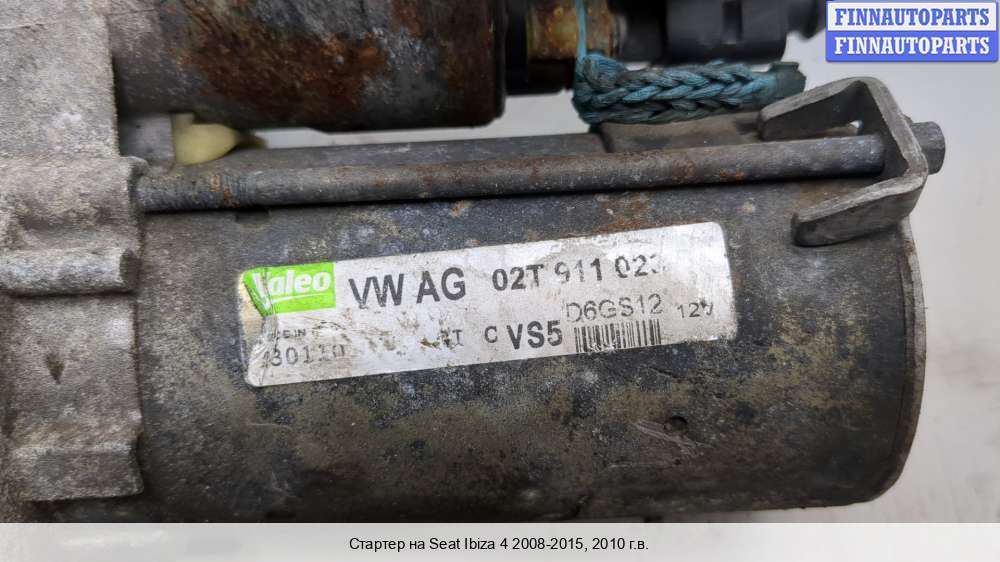 FINNAUTOPARTS
FINNAUTOPARTS
Valeo VW AG 02T 911 023
D6GS12 12V
C VS5
Стартер на Seat Ibiza 4 2008-2015, 2010 г.в.